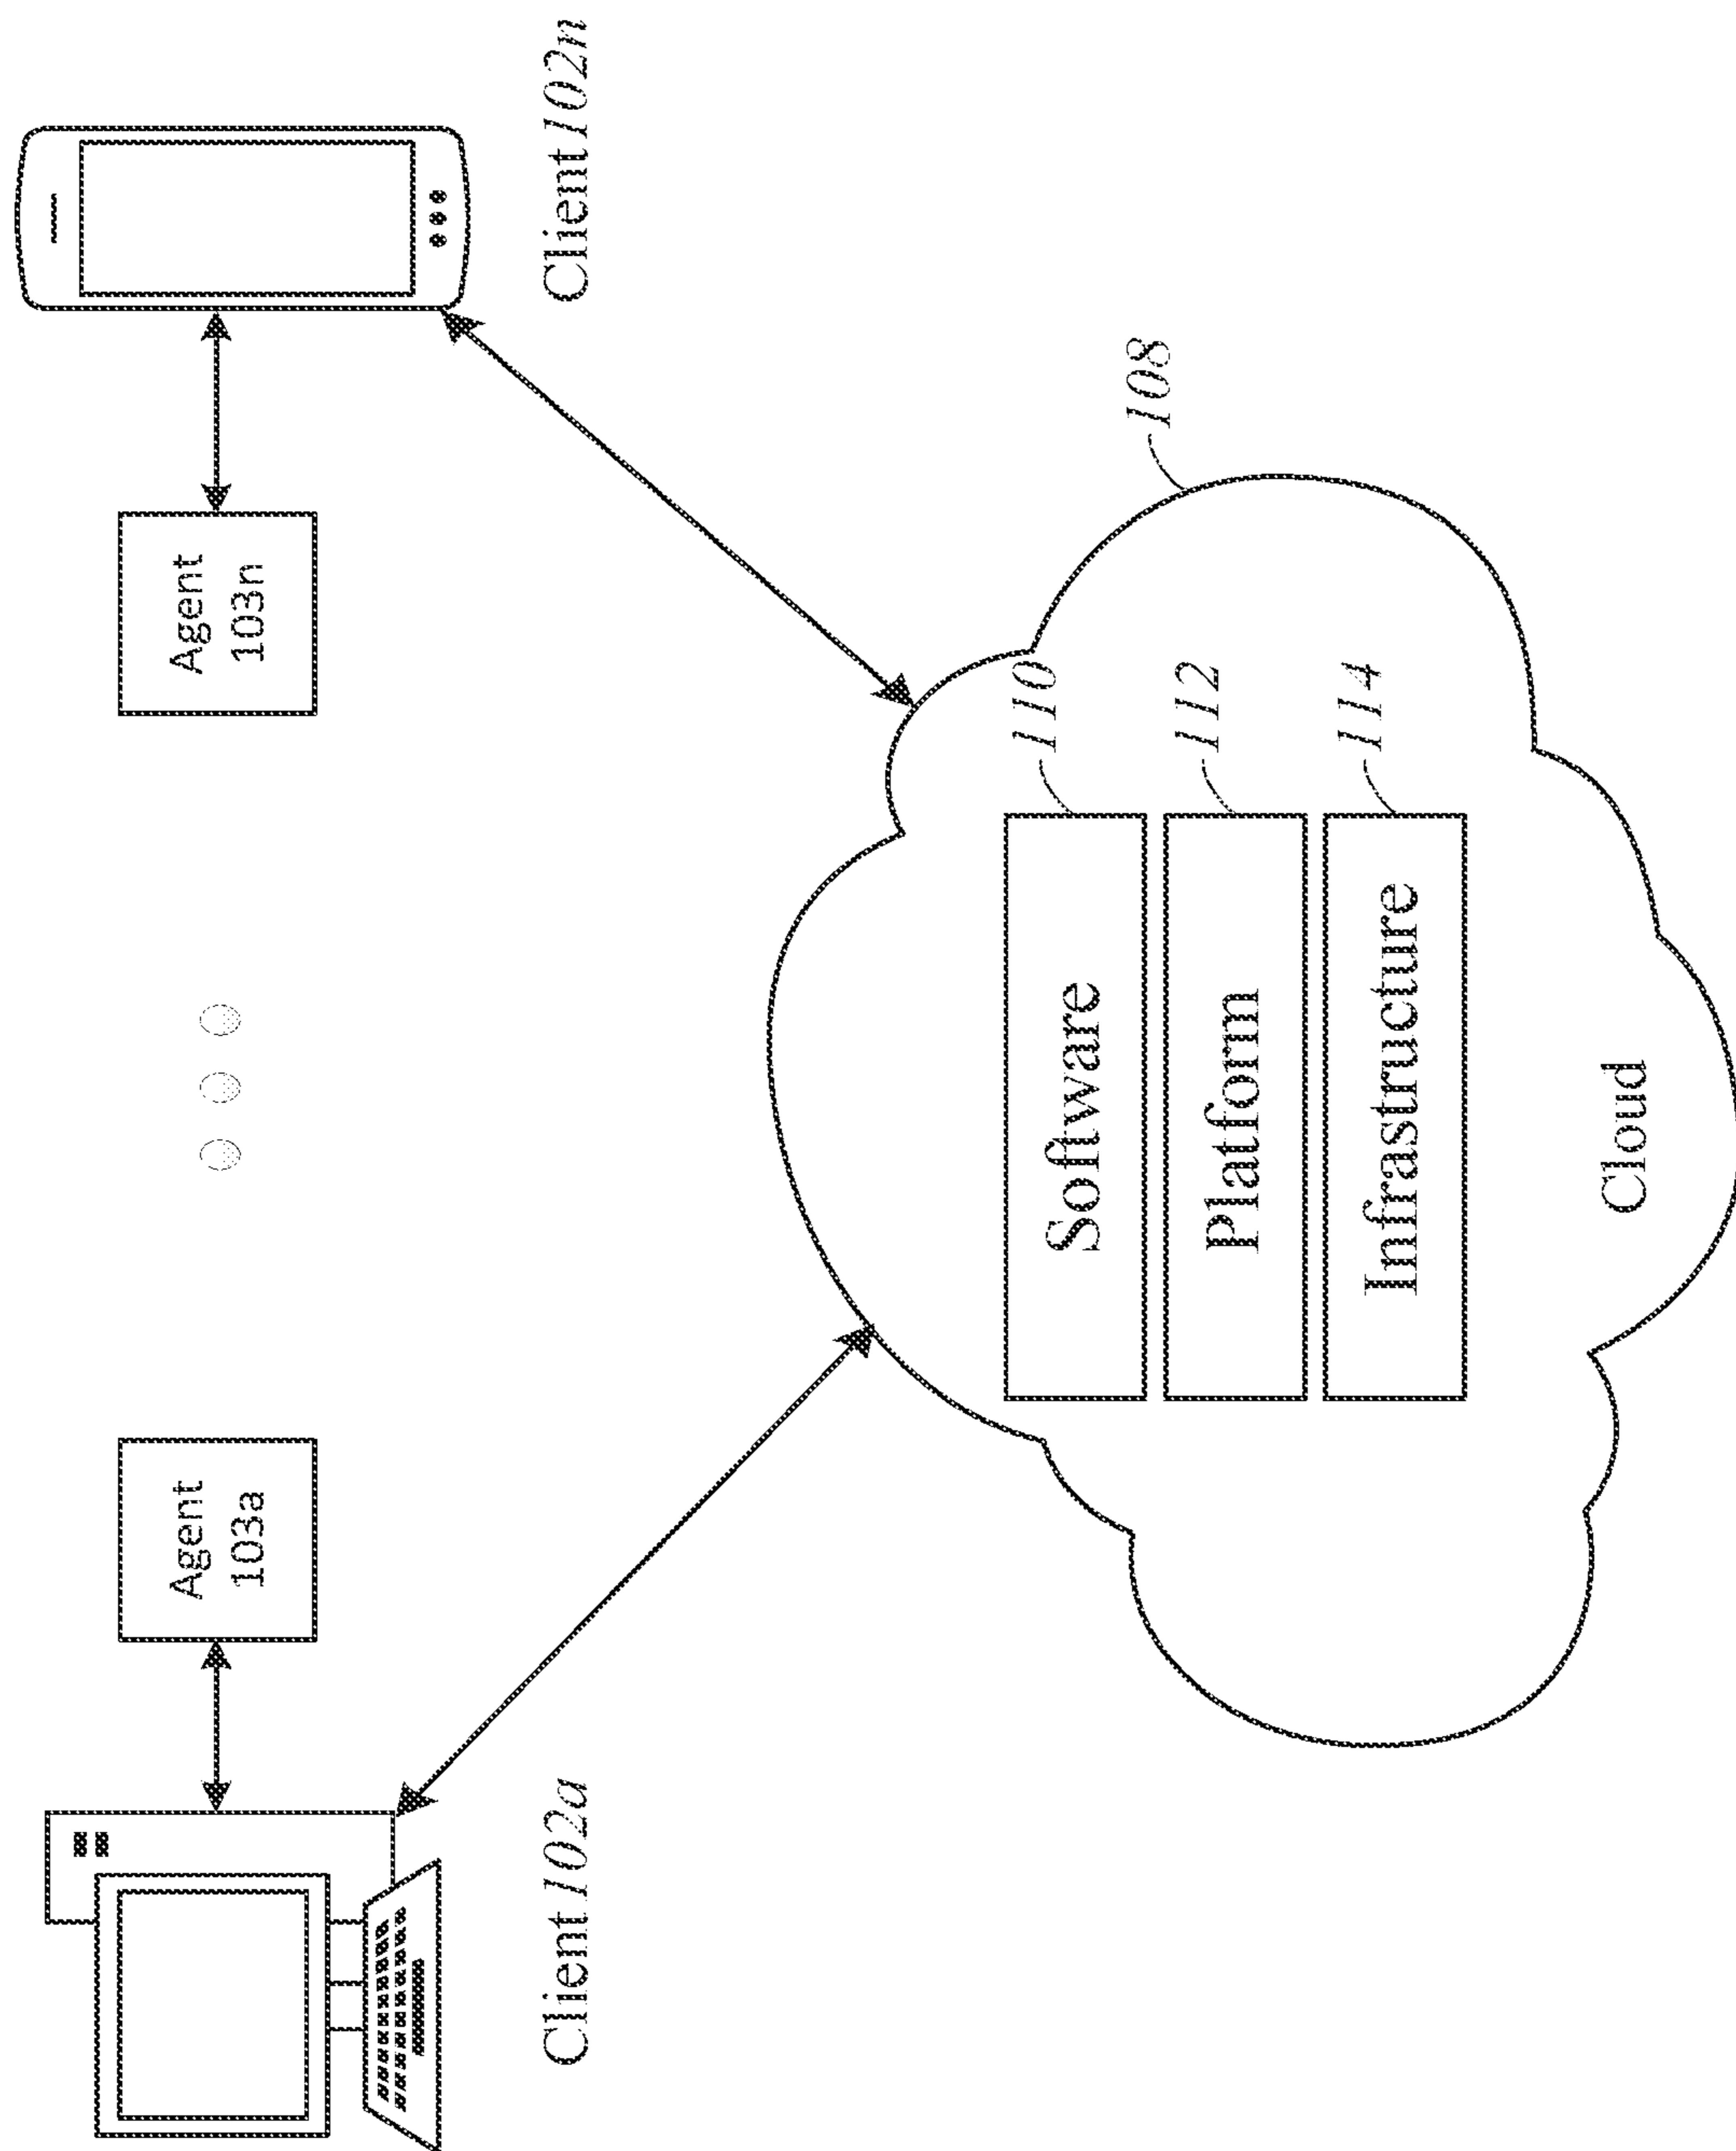 Agent
103a
Agent
103n
Client 102a
Client 102n
108
Software
110
Platform
112
Infrastructure
114
Cloud